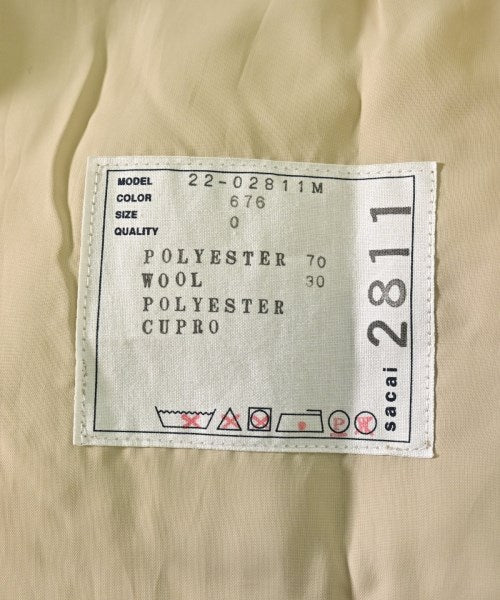 MODEL 22-02811M
COLOR 676
SIZE 0
QUALITY
POLYESTER 70
WOOL 30
POLYESTER
CUPRO
sacai 2811
P
W